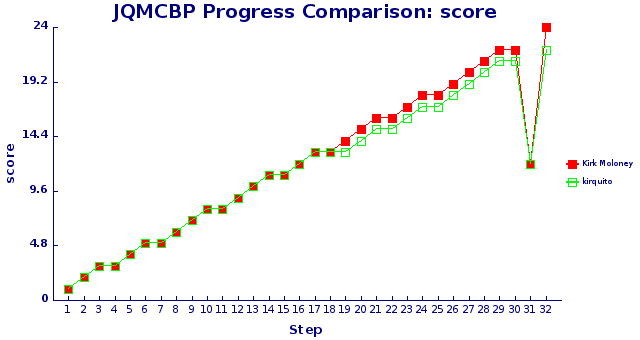 JQMCBP Progress Comparison: score
24
19.2
14.4
9.6
4.8
0
score
1 2 3 4 5 6 7 8 9 10 11 12 13 14 15 16 17 18 19 20 21 22 23 24 25 26 27 28 29 30 31 32
Step
Kirk Moloney
kirquito